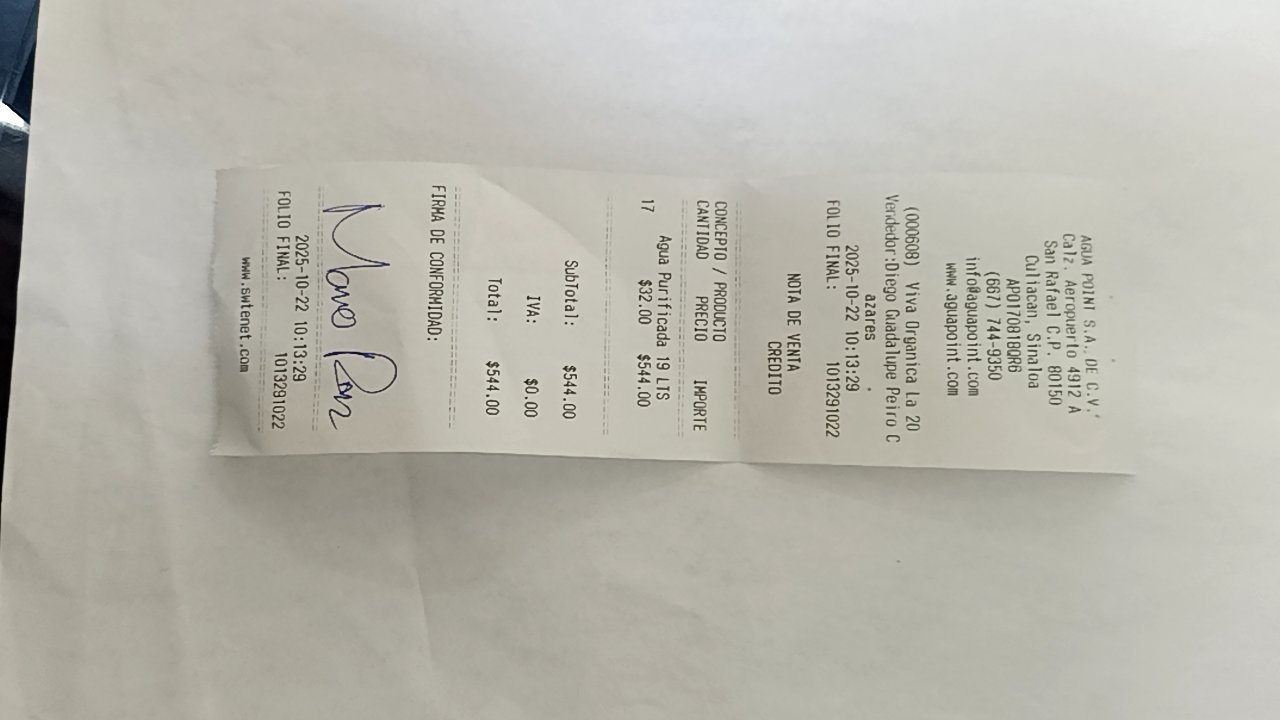 AGUA POINT S.A. DE C.V.
Calz. Aeropuerto 4912 A
San Rafael C.P. 80150
Culiacan, Sinaloa
APO170818QR6
(667) 744-9350
info@aguapoint.com
www.aguapoint.com
(000608) Viva Organica La 20
Vendedor:Diego Guadalupe Peiro C
azares
2025-10-22 10:13:29
FOLIO FINAL: 1013291022
NOTA DE VENTA
CREDITO
CONCEPTO / PRODUCTO
CANTIDAD PRECIO IMPORTE
Agua Purificada 19 LTS
17 $32.00 $544.00
SubTotal: $544.00
IVA: $0.00
Total: $544.00
FIRMA DE CONFORMIDAD:
2025-10-22 10:13:29
FOLIO FINAL: 1013291022
www.swtenet.com